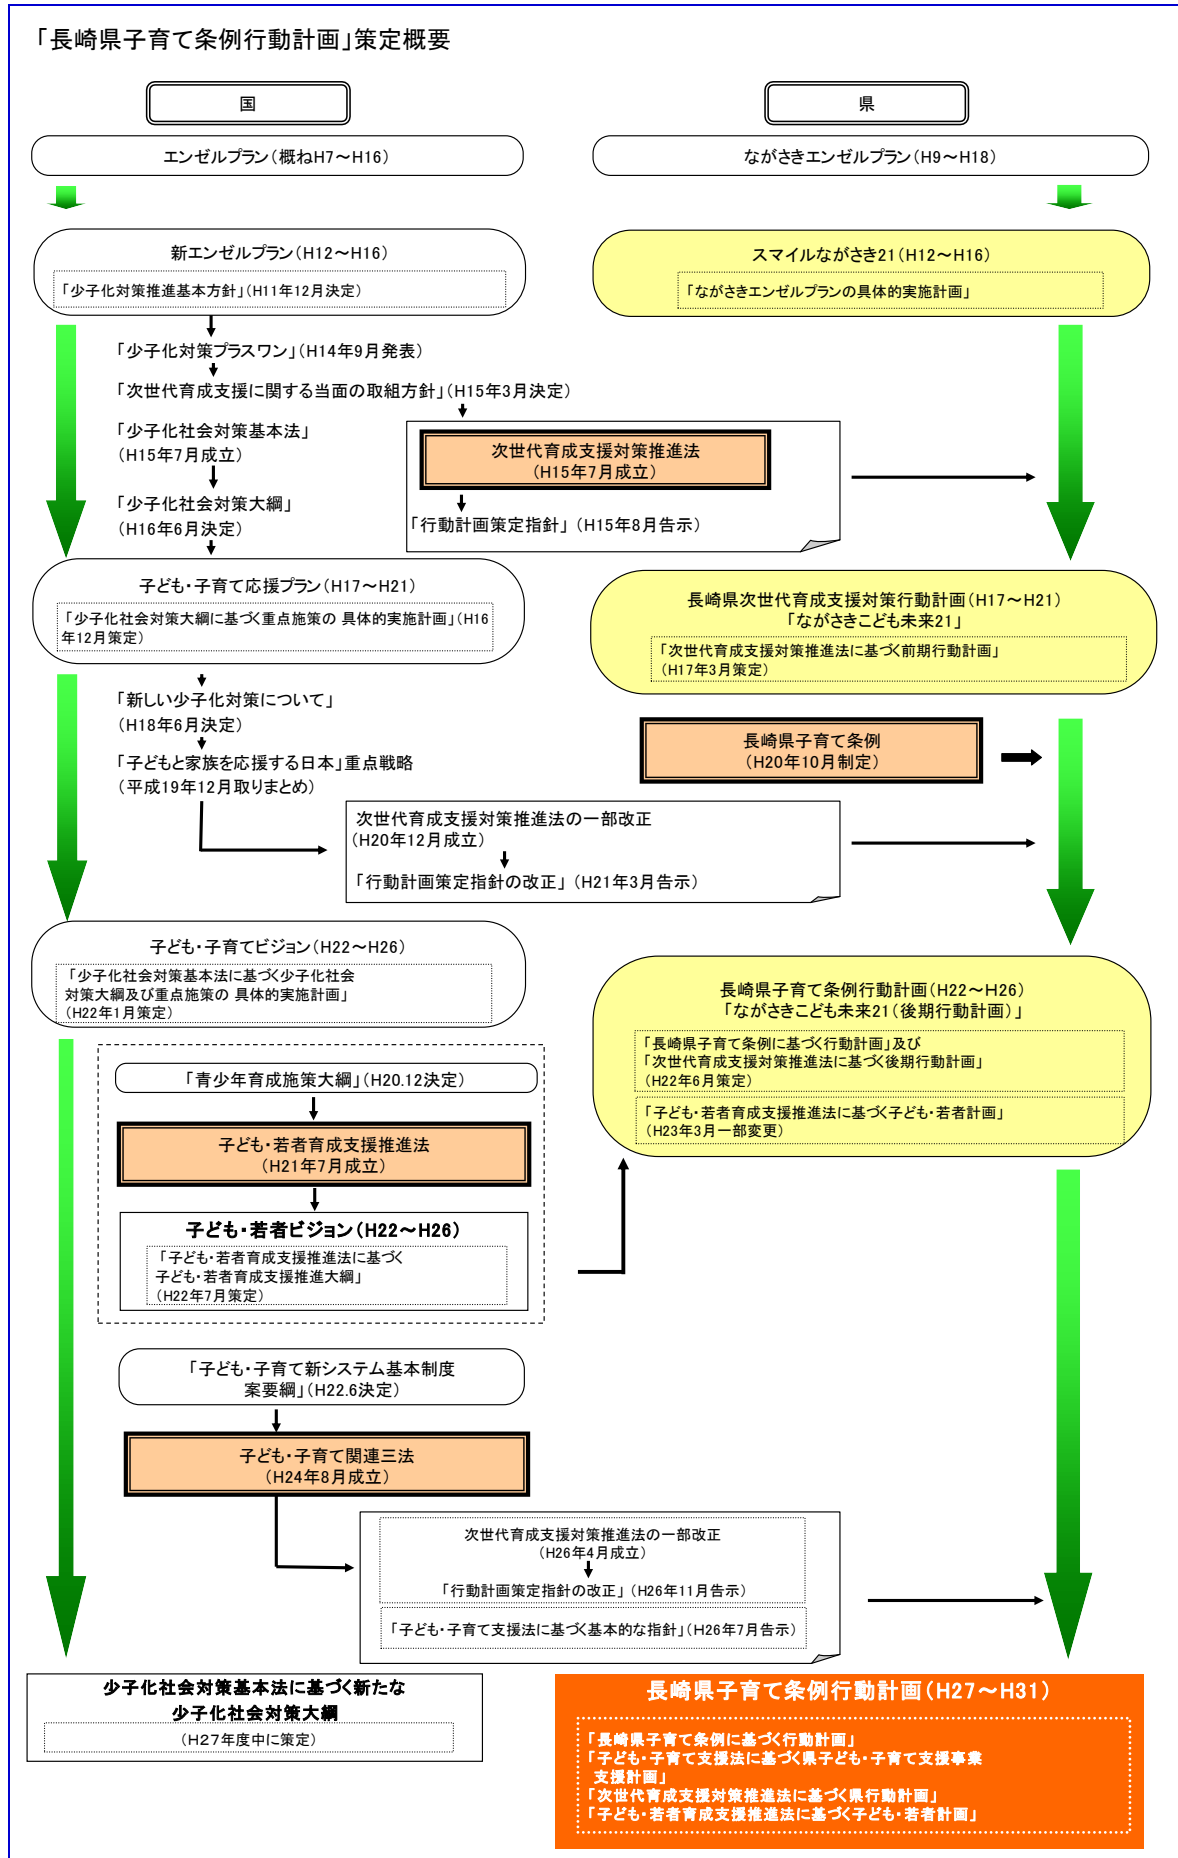 「長崎県子育て条例行動計画」策定概要
国
県
エンゼルプラン（概ねH7～H16）
ながさきエンゼルプラン（H9～H18）
新エンゼルプラン（H12～H16）
「少子化対策推進基本方針」（H11年12月決定）
スマイルながさき21（H12～H16）
「ながさきエンゼルプランの具体的実施計画」
「少子化対策プラスワン」（H14年9月発表）
「次世代育成支援に関する当面の取組方針」（H15年3月決定）
「少子化社会対策基本法」
（H15年7月成立）
次世代育成支援対策推進法
（H15年7月成立）
「少子化社会対策大綱」
（H16年6月決定）
「行動計画策定指針」（H15年8月告示）
子ども・子育て応援プラン（H17～H21）
「少子化社会対策大綱に基づく重点施策の 具体的実施計画」（H16
年12月策定）
長崎県次世代育成支援対策行動計画（H17～H21）
「ながさきこども未来21」
「次世代育成支援対策推進法に基づく前期行動計画」
（H17年3月策定）
「新しい少子化対策について」
（H18年6月決定）
「子どもと家族を応援する日本」重点戦略
（平成19年12月取りまとめ）
長崎県子育て条例
（H20年10月制定）
次世代育成支援対策推進法の一部改正
（H20年12月成立）
「行動計画策定指針の改正」（H21年3月告示）
子ども・子育てビジョン（H22～H26）
「少子化社会対策基本法に基づく少子化社会
対策大綱及び重点施策の 具体的実施計画」
（H22年1月策定）
長崎県子育て条例行動計画（H22～H26）
「ながさきこども未来21（後期行動計画）」
「長崎県子育て条例に基づく行動計画」及び
「次世代育成支援対策推進法に基づく後期行動計画」
（H22年6月策定）
「子ども・若者育成支援推進法に基づく子ども・若者計画」
（H23年3月一部変更）
「青少年育成施策大綱」（H20.12決定）
子ども・若者育成支援推進法
（H21年7月成立）
子ども・若者ビジョン（H22～H26）
「子ども・若者育成支援推進法に基づく
子ども・若者育成支援推進大綱」
（H22年7月策定）
「子ども・子育て新システム基本制度
案要綱」（H22.6決定）
子ども・子育て関連三法
（H24年8月成立）
次世代育成支援対策推進法の一部改正
（H26年4月成立）
「行動計画策定指針の改正」（H26年11月告示）
「子ども・子育て支援法に基づく基本的な指針」（H26年7月告示）
少子化社会対策基本法に基づく新たな
少子化社会対策大綱
（H27年度中に策定）
長崎県子育て条例行動計画（H27～H31）
「長崎県子育て条例に基づく行動計画」
「子ども・子育て支援法に基づく県子ども・子育て支援事業
支援計画」
「次世代育成支援対策推進法に基づく県行動計画」
「子ども・若者育成支援推進法に基づく子ども・若者計画」